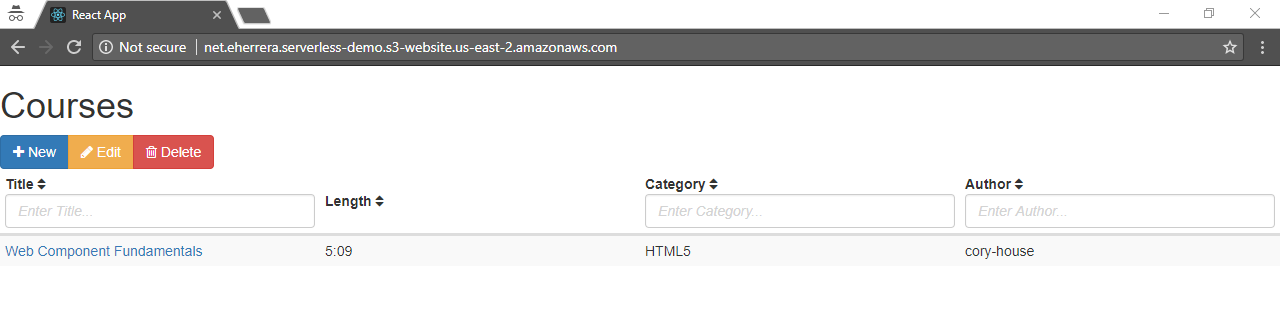 React App
Not secure net.eherrera.serverless-demo.s3-website.us-east-2.amazonaws.com
Courses
New Edit Delete
Title Length Category Author
Enter Title... Enter Category... Enter Author...
Web Component Fundamentals 5:09 HTML5 cory-house